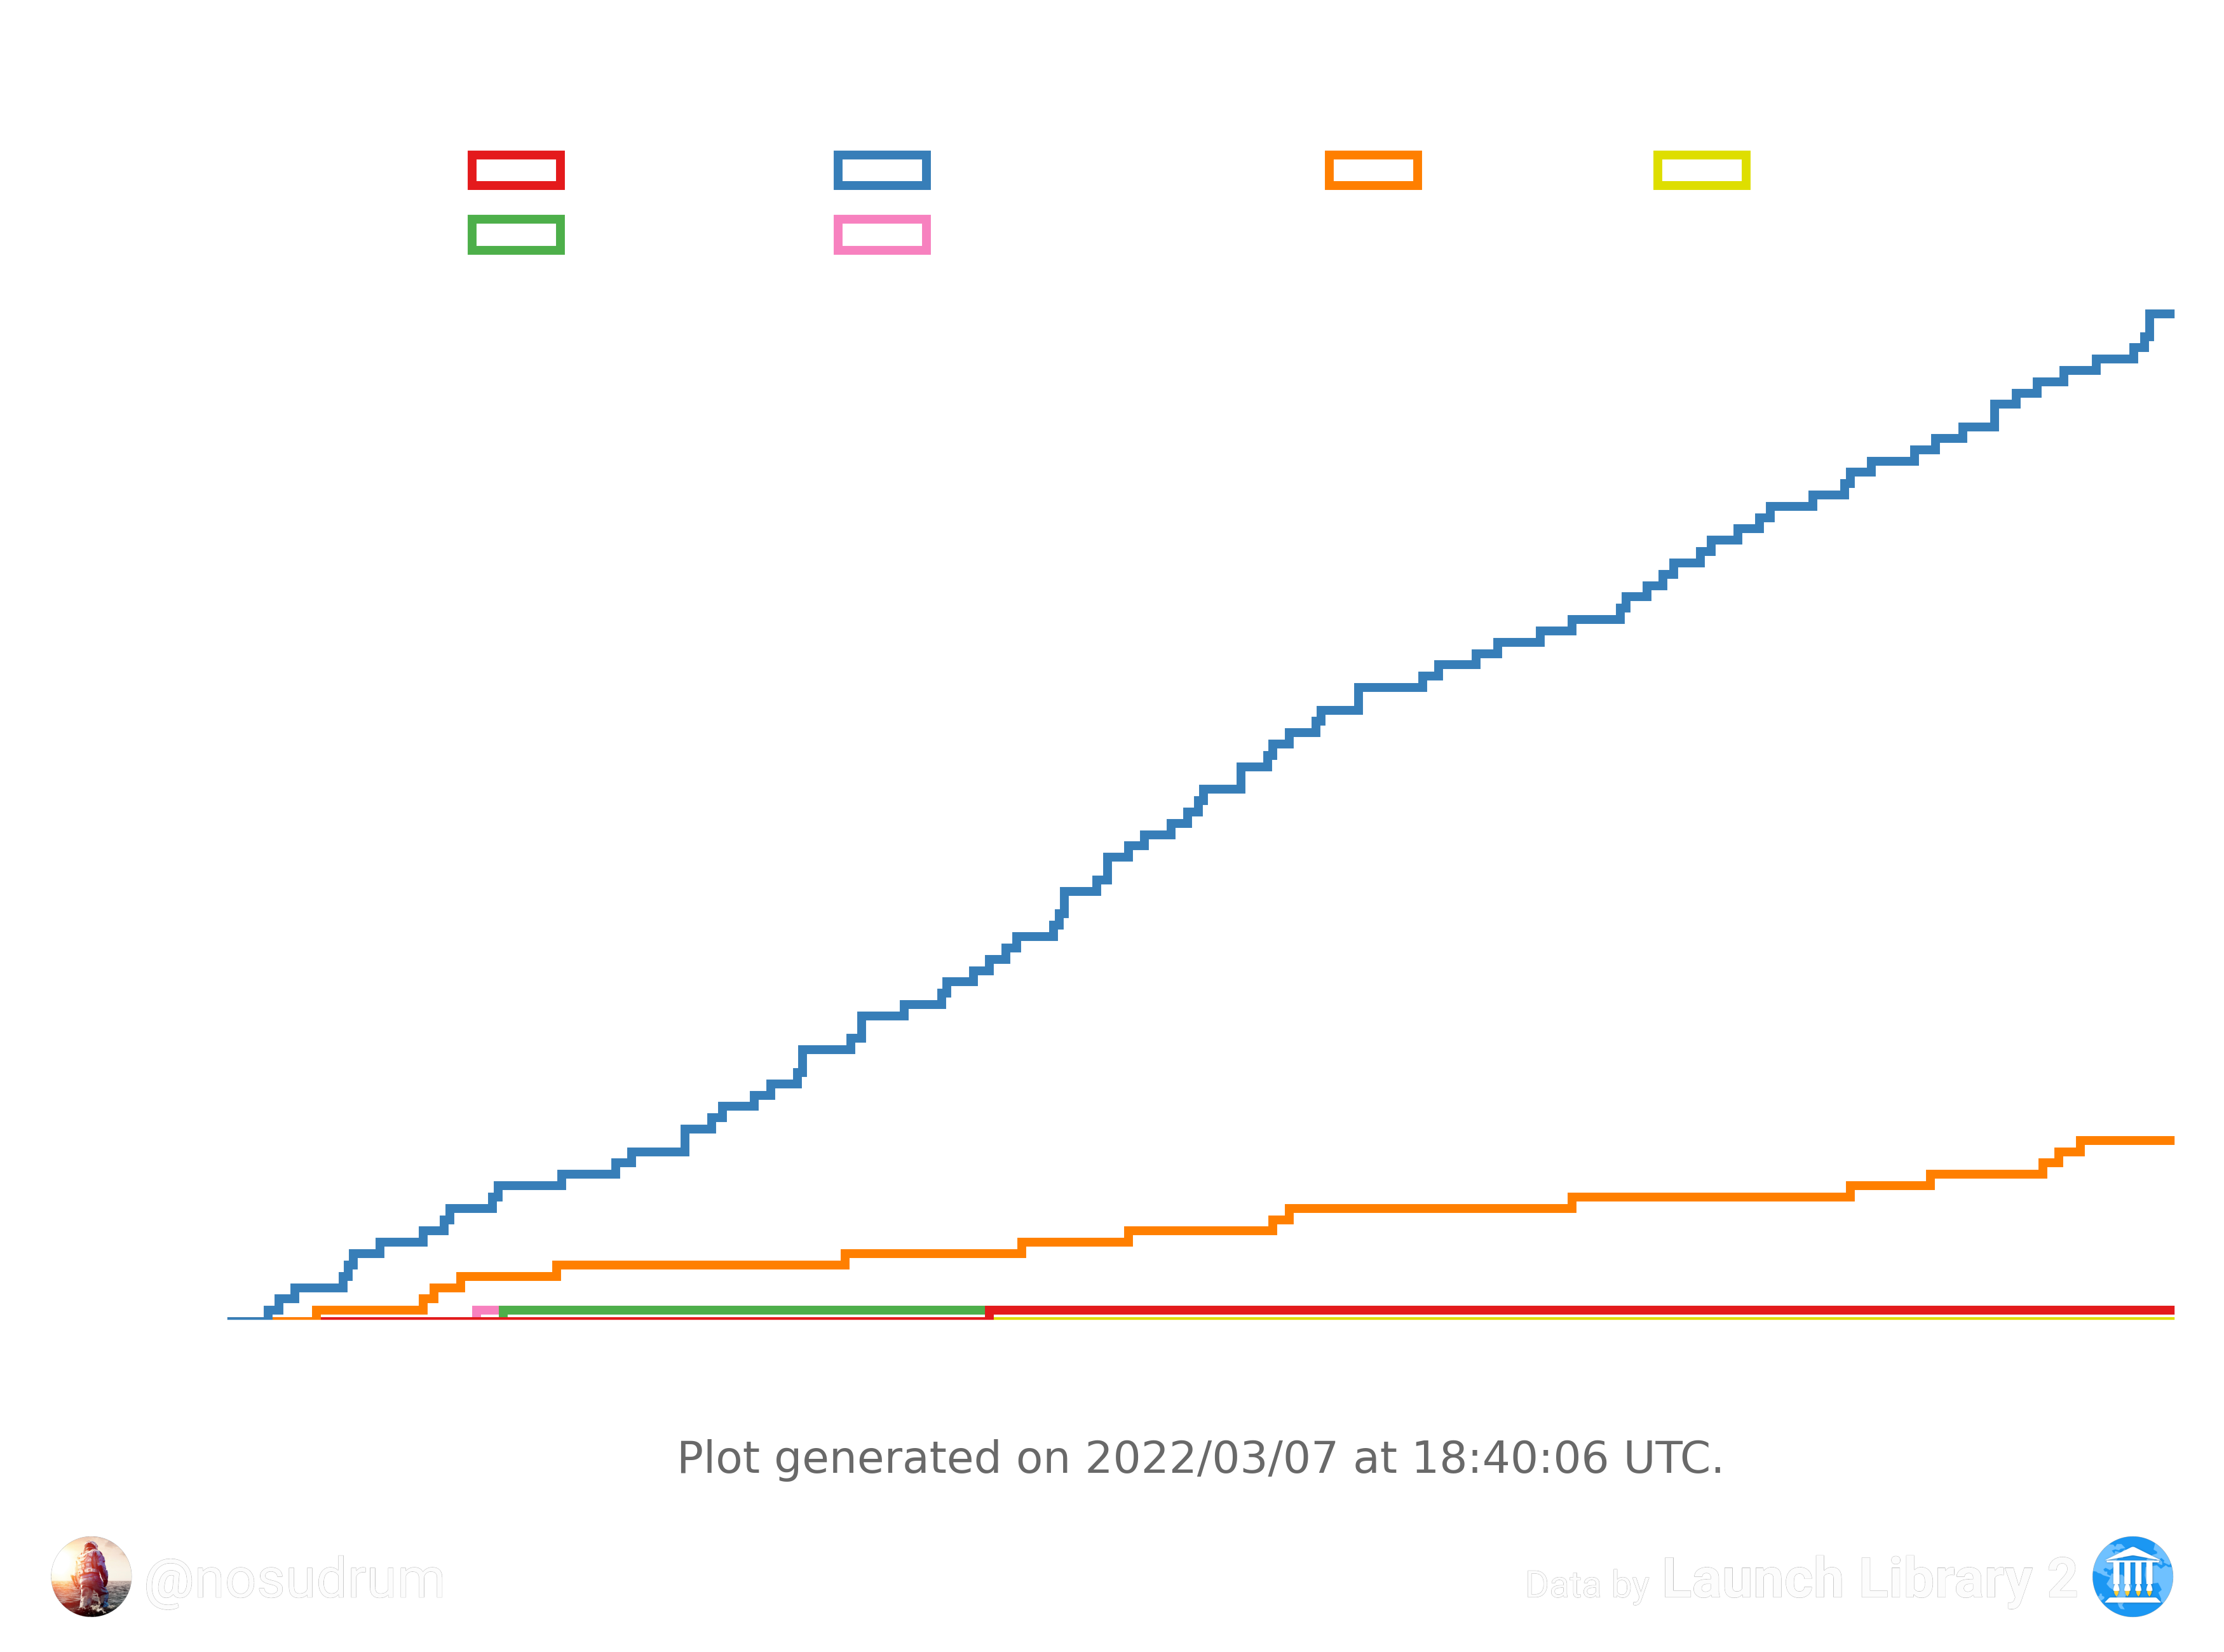 Plot generated on 2022/03/07 at 18:40:06 UTC.
@nosudrum
Data by Launch Library 2